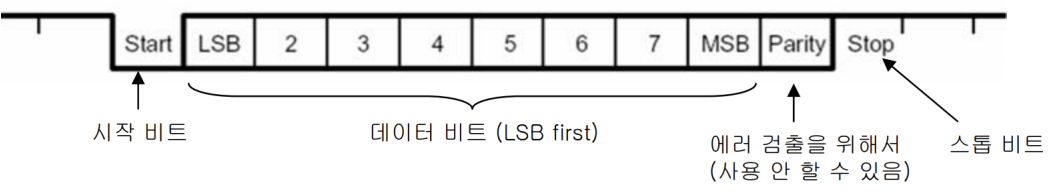 Start LSB 2 3 4 5 6 7 MSB Parity Stop
시작 비트
데이터 비트 (LSB first)
에러 검출을 위해서
(사용 안 할 수 있음)
스톱 비트